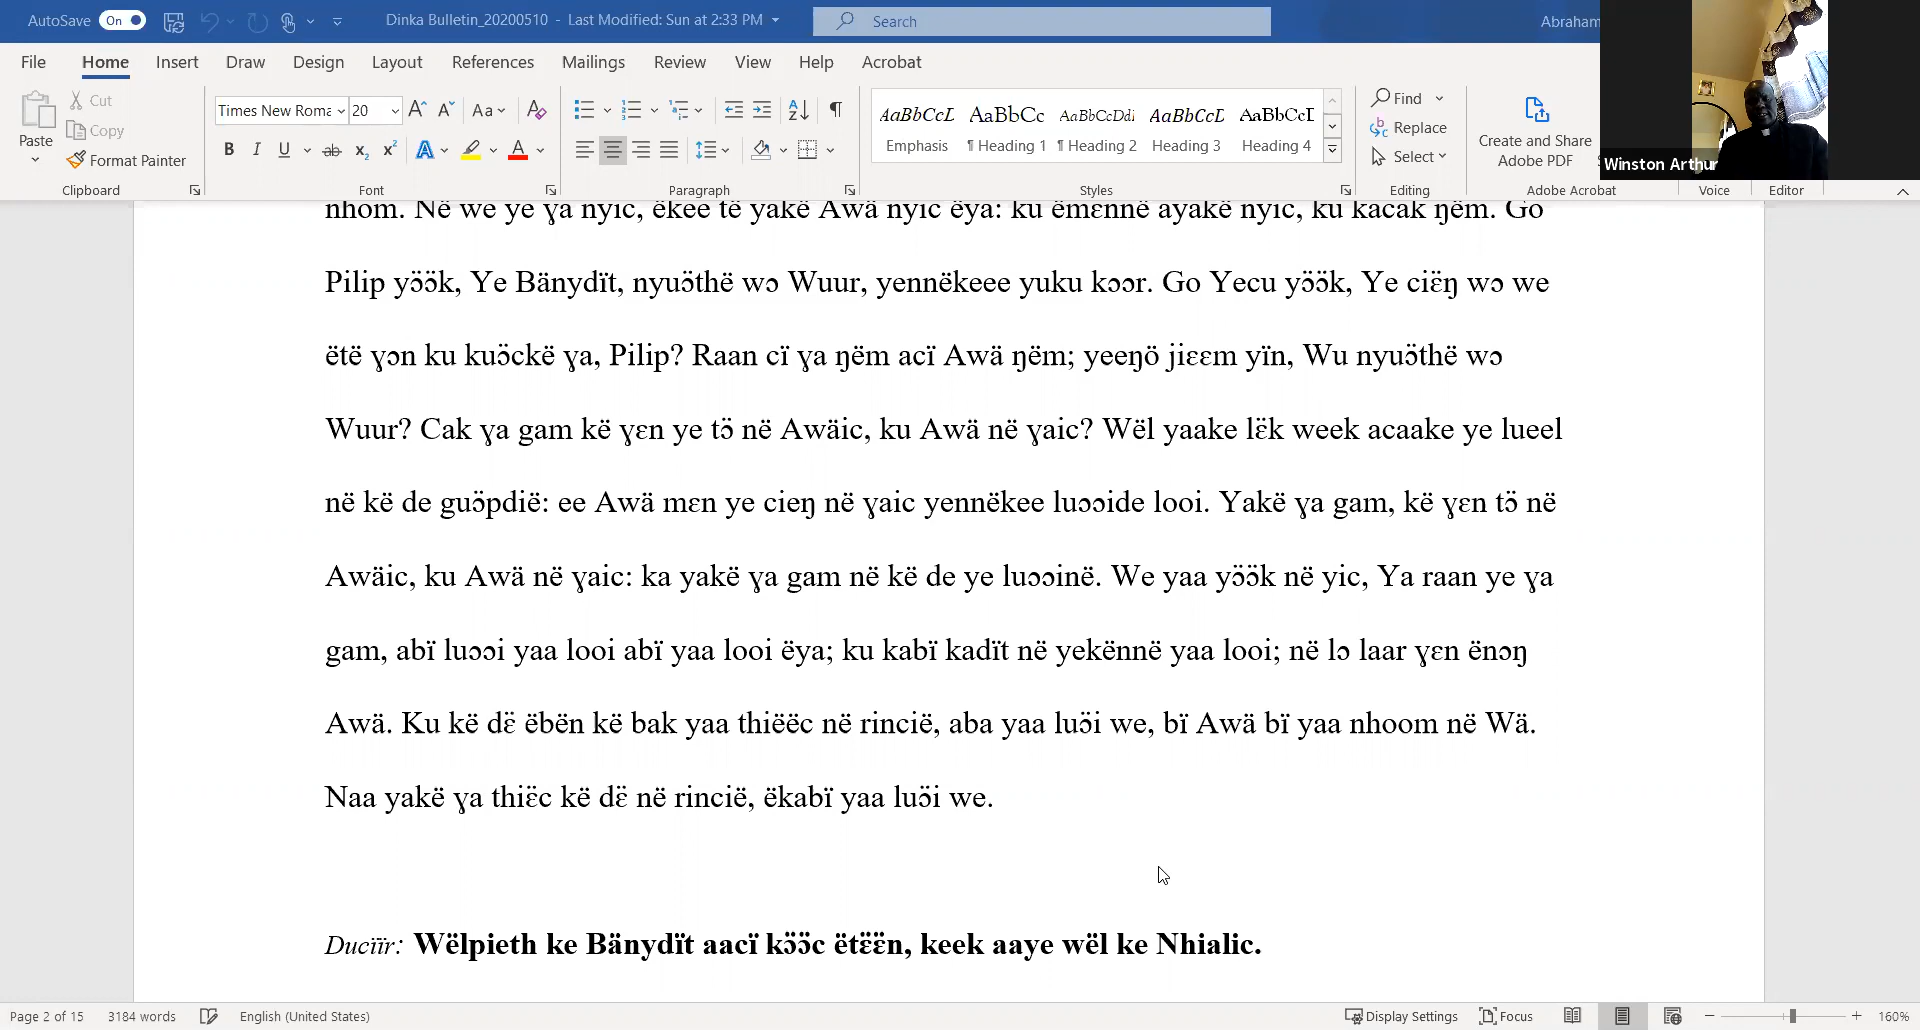 AutoSave On Dinka Bulletin_20200510 - Last Modified: Sun at 2:33 PM Search Abraham
File Home Insert Draw Design Layout References Mailings Review View Help Acrobat
Paste Cut Copy Format Painter
Clipboard
Times New Roma 20
Aa
Font
Paragraph
AaBbCcL AaBbCc AaBbCcDdI AaBbCcD AaBbCcI
Emphasis ¶ Heading 1 ¶ Heading 2 Heading 3 Heading 4
Styles
Find
Replace
Select
Editing
Create and Share
Adobe PDF
Adobe Acrobat
Voice
Editor
Winston Arthur
nhom. Në we ye ɣa nyic, ëkee të yakë Awä nyic ëya: ku ëmɛnnë ayakë nyic, ku kacak ŋëm. Go
Pilip yɔ̈ɔ̈k, Ye Bänydït, nyuɔ̈thë wɔ Wuur, yennëkeee yuku kɔɔr. Go Yecu yɔ̈ɔ̈k, Ye ciɛ̈ŋ wɔ we
ëtë ɣɔn ku kuɔ̈ckë ɣa, Pilip? Raan cï ɣa ŋëm acï Awä ŋëm; yeeŋö jiɛɛm yïn, Wu nyuɔ̈thë wɔ
Wuur? Cak ɣa gam kë ɣɛn ye tɔ̈ në Awäic, ku Awä në ɣaic? Wël yaake lɛ̈k week acaake ye lueel
në kë de guɔ̈pdië: ee Awä mɛn ye cieŋ në ɣaic yennëkee luɔɔide looi. Yakë ɣa gam, kë ɣɛn tɔ̈ në
Awäic, ku Awä në ɣaic: ka yakë ɣa gam në kë de ye luɔɔinë. We yaa yɔ̈ɔ̈k në yic, Ya raan ye ɣa
gam, abï luɔɔi yaa looi abï yaa looi ëya; ku kabï kadït në yekënnë yaa looi; në lɔ laar ɣɛn ënɔŋ
Awä. Ku kë dɛ̈ ëbën kë bak yaa thiëëc në rincië, aba yaa luɔ̈i we, bï Awä bï yaa nhoom në Wä.
Naa yakë ɣa thiɛ̈c kë dɛ̈ në rincië, ëkabï yaa luɔ̈i we.
Ducïïr: Wëlpieth ke Bänydït aacï kɔ̈ɔ̈c ëtɛ̈ɛ̈n, keek aaye wël ke Nhialic.
Page 2 of 15 3184 words English (United States) Display Settings Focus 160%